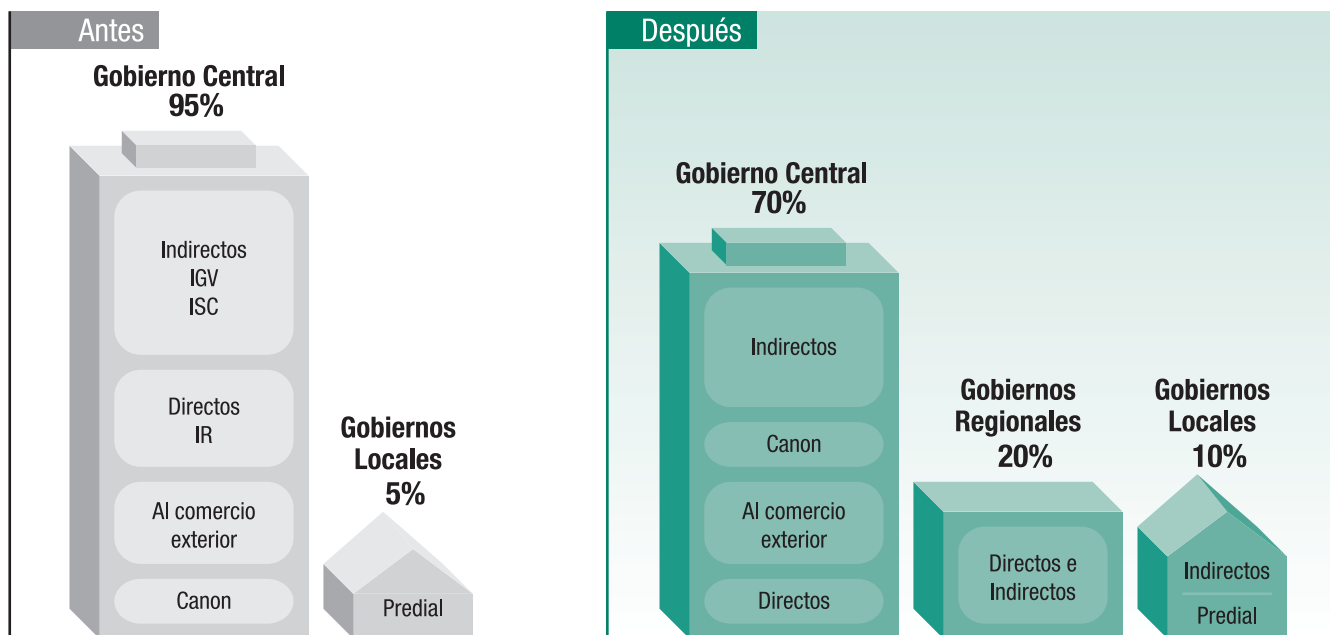 Antes
Gobierno Central
95%
Indirectos
IGV
ISC
Directos
IR
Al comercio
exterior
Canon
Gobiernos
Locales
5%
Predial
Después
Gobierno Central
70%
Indirectos
Canon
Al comercio
exterior
Directos
Gobiernos
Regionales
20%
Directos e
Indirectos
Gobiernos
Locales
10%
Indirectos
Predial